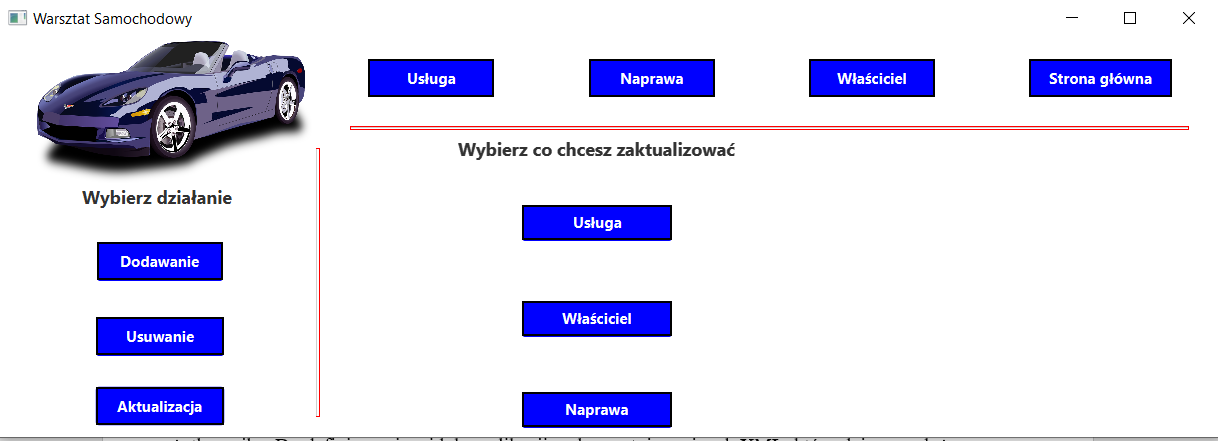 Warsztat Samochodowy
Usługa
Naprawa
Właściciel
Strona główna
Wybierz co chcesz zaktualizować
Wybierz działanie
Usługa
Dodawanie
Właściciel
Usuwanie
Aktualizacja
Naprawa